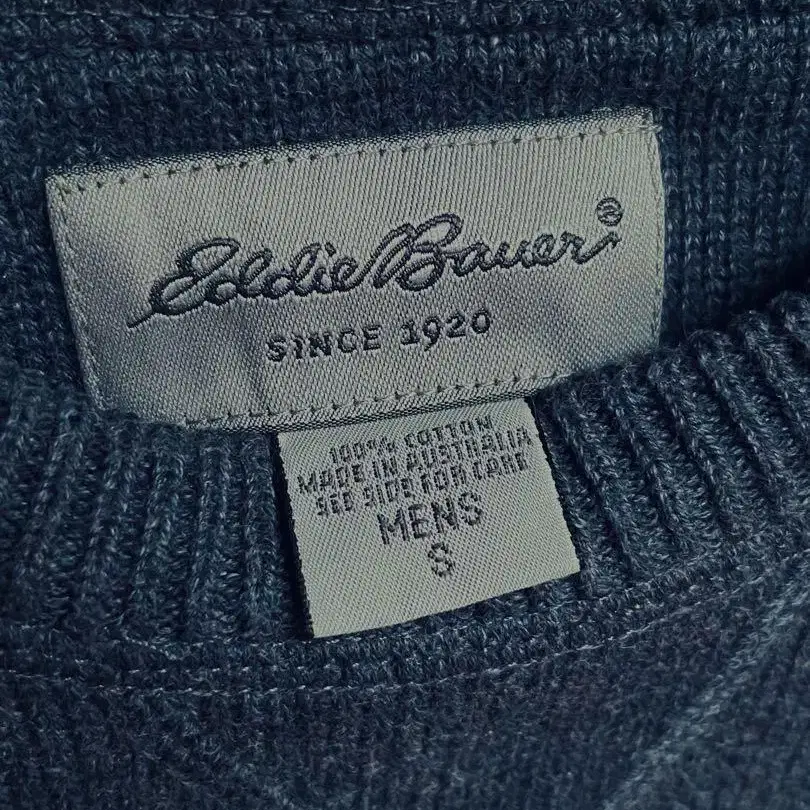 Eddie Bauer®
SINCE 1920
100% COTTON
MADE IN AUSTRALIA
SEE SIDE FOR CARE
MENS
S